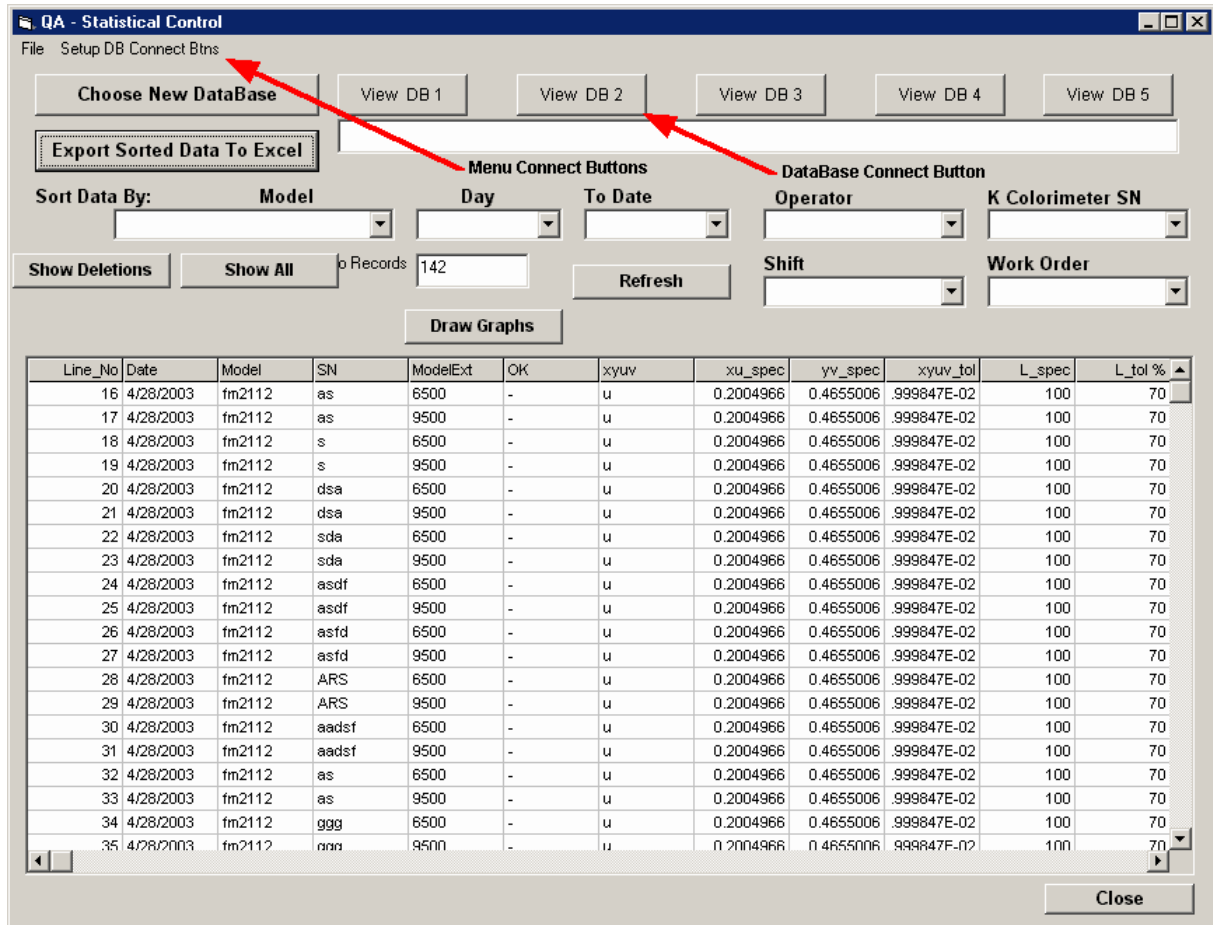 QA - Statistical Control
File Setup DB Connect Btns
Choose New DataBase View DB 1 View DB 2 View DB 3 View DB 4 View DB 5
Export Sorted Data To Excel
Menu Connect Buttons DataBase Connect Button
Sort Data By: Model Day To Date Operator K Colorimeter SN
Show Deletions Show All o Records 142 Refresh Shift Work Order
Draw Graphs
Line_No Date Model SN ModelExt OK xyuv xu_spec yv_spec xyuv_tol L_spec L_tol %
16 4/28/2003 fm2112 as 6500 - u 0.2004966 0.4655006 .999847E-02 100 70
17 4/28/2003 fm2112 as 9500 - u 0.2004966 0.4655006 .999847E-02 100 70
18 4/28/2003 fm2112 s 6500 - u 0.2004966 0.4655006 .999847E-02 100 70
19 4/28/2003 fm2112 s 9500 - u 0.2004966 0.4655006 .999847E-02 100 70
20 4/28/2003 fm2112 dsa 6500 - u 0.2004966 0.4655006 .999847E-02 100 70
21 4/28/2003 fm2112 dsa 9500 - u 0.2004966 0.4655006 .999847E-02 100 70
22 4/28/2003 fm2112 sda 6500 - u 0.2004966 0.4655006 .999847E-02 100 70
23 4/28/2003 fm2112 sda 9500 - u 0.2004966 0.4655006 .999847E-02 100 70
24 4/28/2003 fm2112 asdf 6500 - u 0.2004966 0.4655006 .999847E-02 100 70
25 4/28/2003 fm2112 asdf 9500 - u 0.2004966 0.4655006 .999847E-02 100 70
26 4/28/2003 fm2112 asfd 6500 - u 0.2004966 0.4655006 .999847E-02 100 70
27 4/28/2003 fm2112 asfd 9500 - u 0.2004966 0.4655006 .999847E-02 100 70
28 4/28/2003 fm2112 ARS 6500 - u 0.2004966 0.4655006 .999847E-02 100 70
29 4/28/2003 fm2112 ARS 9500 - u 0.2004966 0.4655006 .999847E-02 100 70
30 4/28/2003 fm2112 aadsf 6500 - u 0.2004966 0.4655006 .999847E-02 100 70
31 4/28/2003 fm2112 aadsf 9500 - u 0.2004966 0.4655006 .999847E-02 100 70
32 4/28/2003 fm2112 as 6500 - u 0.2004966 0.4655006 .999847E-02 100 70
33 4/28/2003 fm2112 as 9500 - u 0.2004966 0.4655006 .999847E-02 100 70
34 4/28/2003 fm2112 ggg 6500 - u 0.2004966 0.4655006 .999847E-02 100 70
35 4/28/2003 fm2112 ggg 9500 - u 0.2004966 0.4655006 .999847E-02 100 70
Close